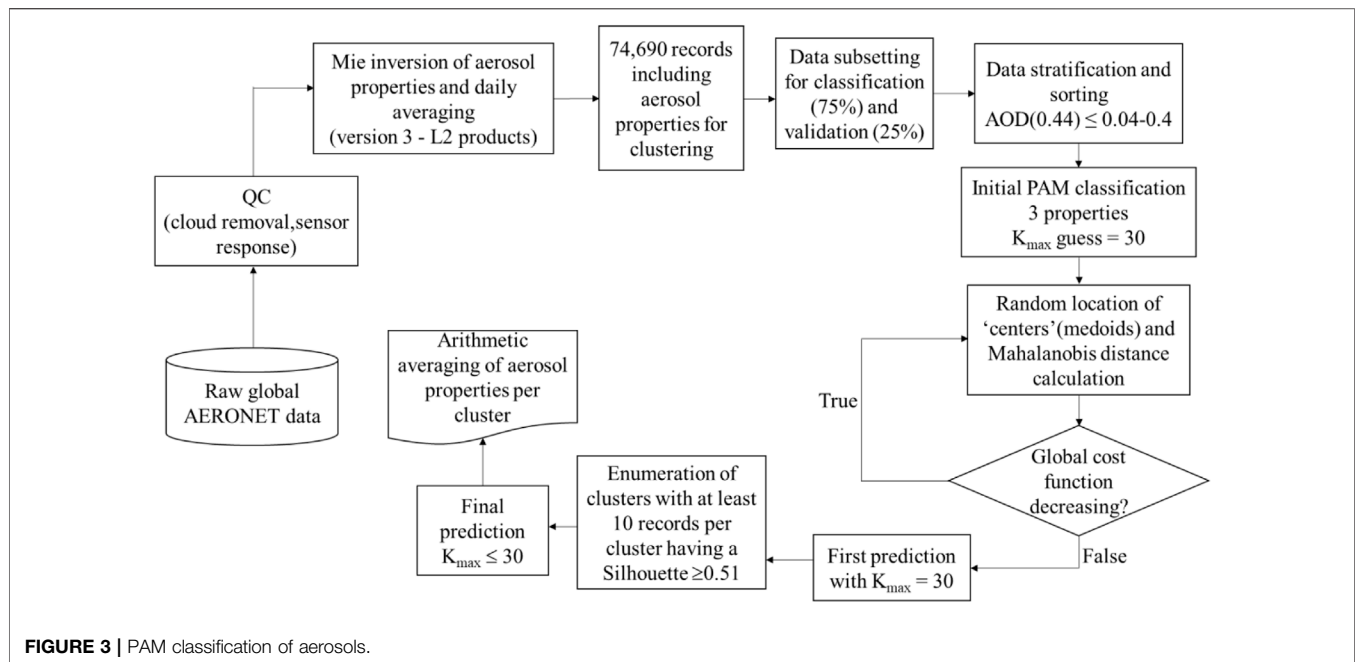 Raw global
AERONET data
QC
(cloud removal,sensor
response)
Mie inversion of aerosol
properties and daily
averaging
(version 3 - L2 products)
74,690 records
including
aerosol
properties for
clustering
Data subsetting
for classification
(75%) and
validation (25%)
Data stratification and
sorting
AOD(0.44) ≤ 0.04-0.4
Initial PAM classification
3 properties
Kmax guess = 30
Random location of
‘centers’(medoids) and
Mahalanobis distance
calculation
True
Global cost
function
decreasing?
False
First prediction
with Kmax = 30
Enumeration of
clusters with at least
10 records per
cluster having a
Silhouette ≥0.51
Final
prediction
Kmax ≤ 30
Arithmetic
averaging of aerosol
properties per
cluster
FIGURE 3 | PAM classification of aerosols.